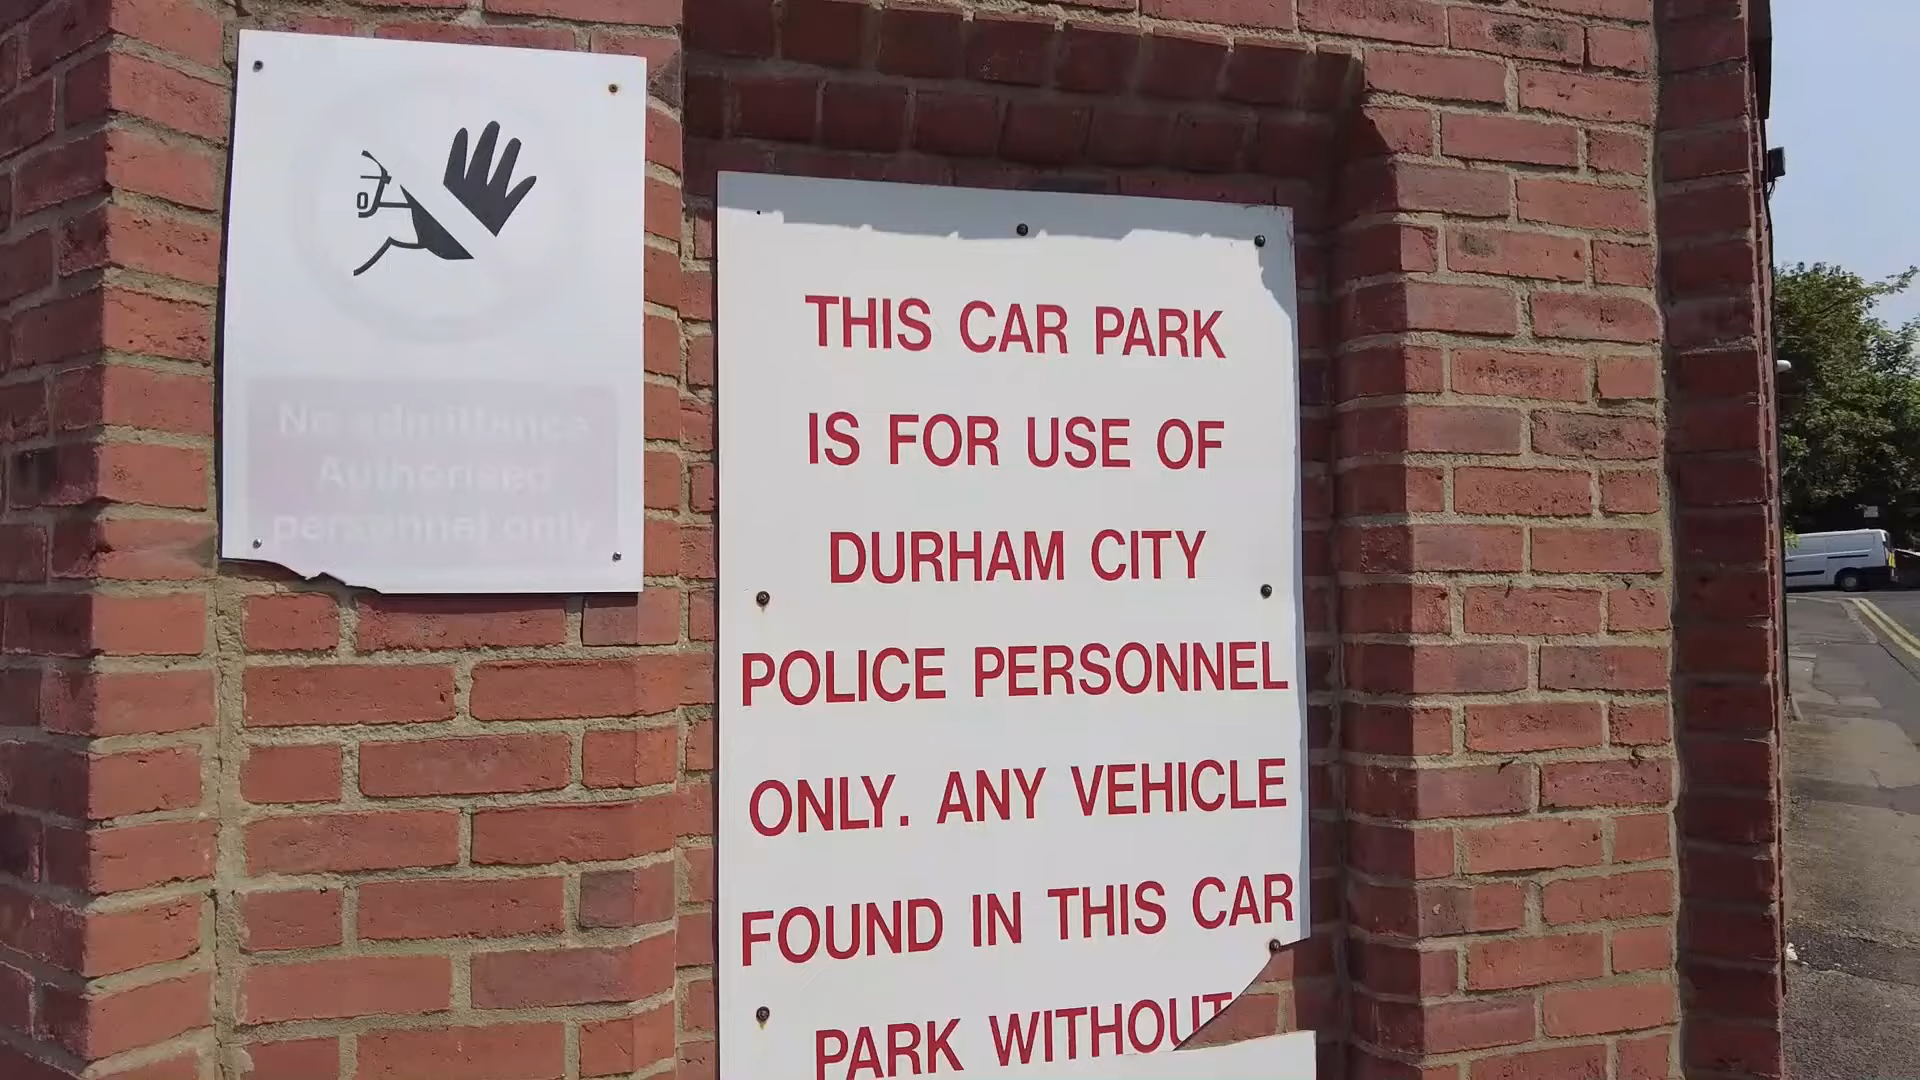 No admittance
Authorised
personnel only
THIS CAR PARK
IS FOR USE OF
DURHAM CITY
POLICE PERSONNEL
ONLY. ANY VEHICLE
FOUND IN THIS CAR
PARK WITHOUT